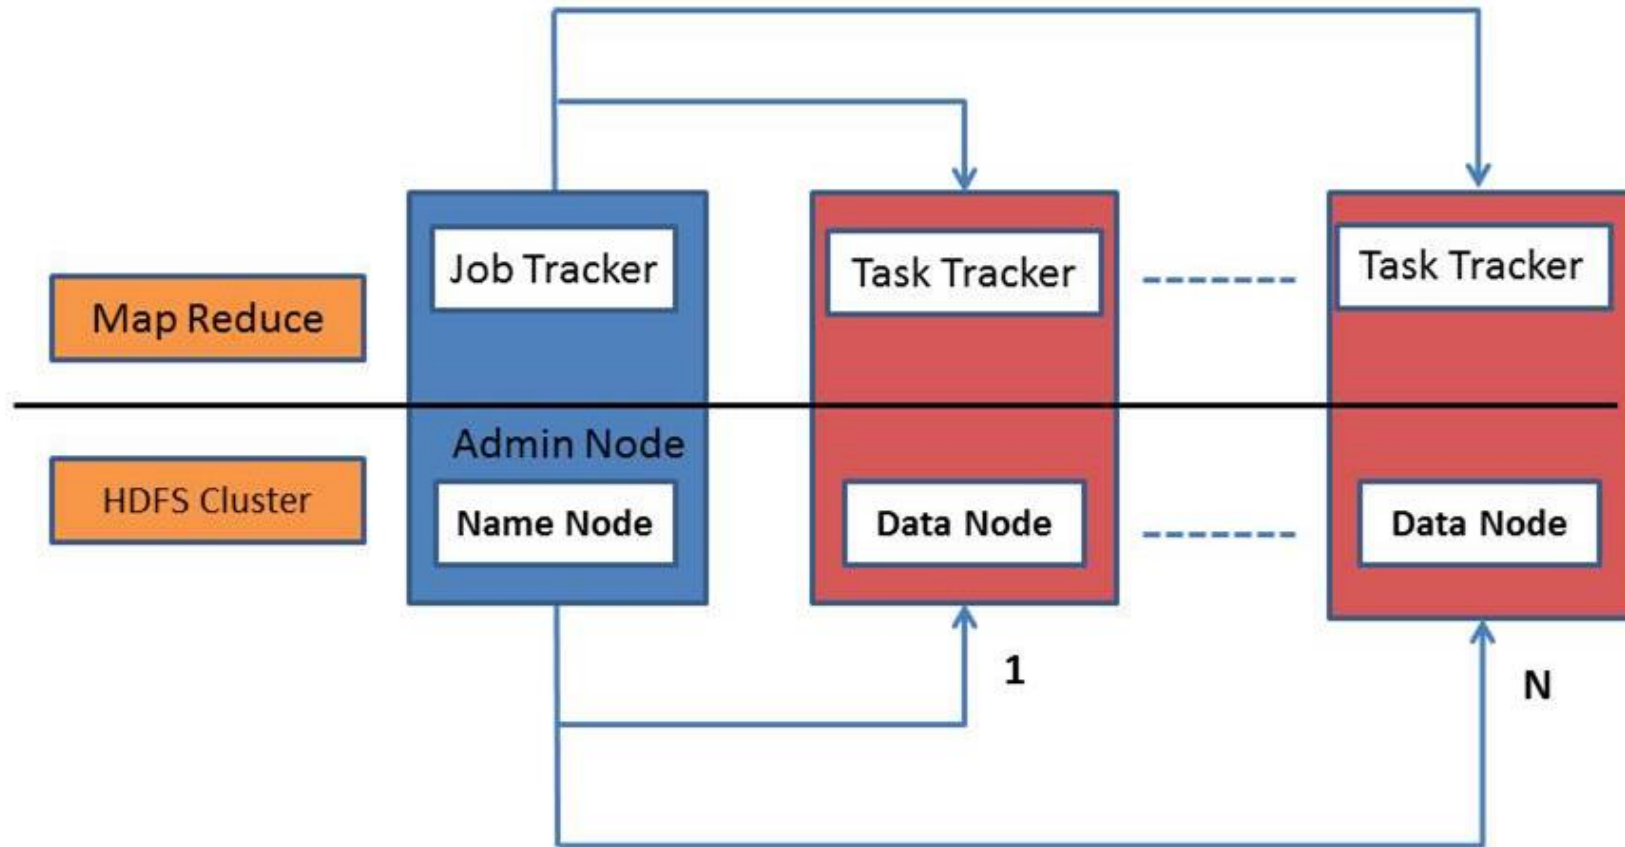 Job Tracker
Task Tracker
Task Tracker
Map Reduce
Admin Node
HDFS Cluster
Name Node
Data Node
Data Node
1
N